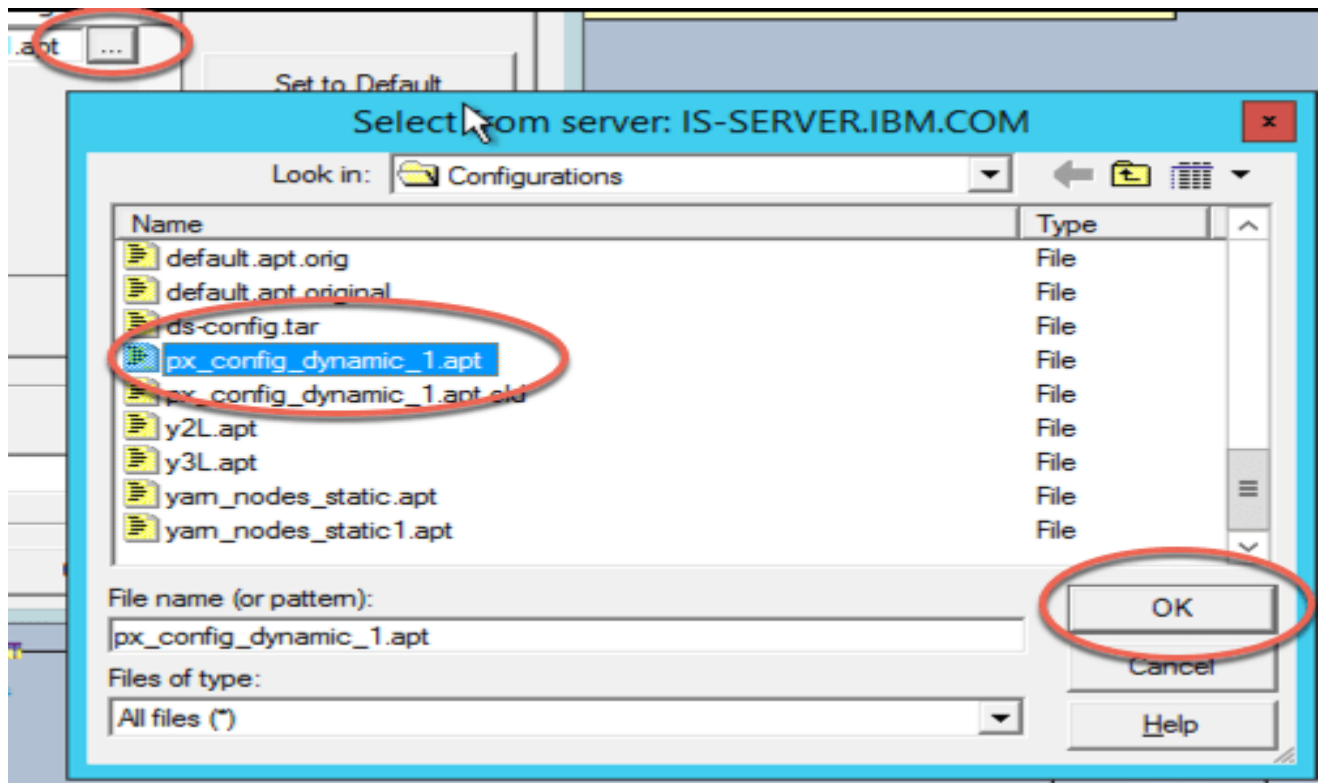 .apt ...
Set to Default
Select from server: IS-SERVER.IBM.COM
Look in: Configurations
Name Type
default.apt.orig File
default.apt.original File
ds-config.tar File
px_config_dynamic_1.apt File
px_config_dynamic_1.apt.old File
y2L.apt File
y3L.apt File
yarn_nodes_static.apt File
yarn_nodes_static1.apt File
File name (or pattern):
OK
px_config_dynamic_1.apt
Cancel
Files of type:
All files (*)
Help